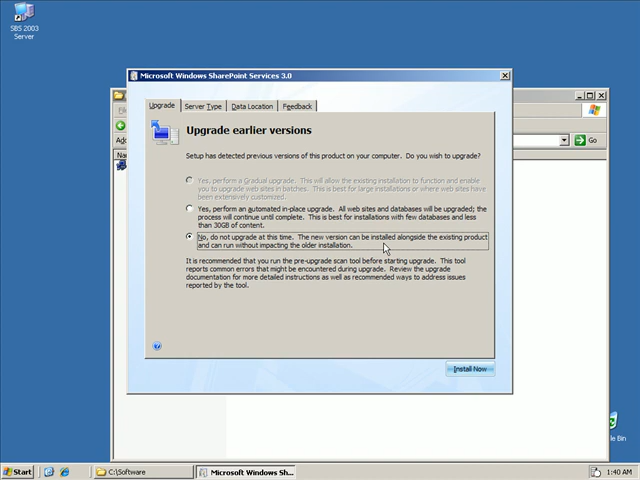 SBS 2003
Server
Microsoft Windows SharePoint Services 3.0
Upgrade
Server Type
Data Location
Feedback
Upgrade earlier versions
Setup has detected previous versions of this product on your computer. Do you wish to upgrade?
Yes, perform a Gradual upgrade. This will allow the existing installation to function and enable
you to upgrade web sites in batches. This is best for large installations or where web sites have
been extensively customized.
Yes, perform an automated in-place upgrade. All web sites and databases will be upgraded; the
process will continue until complete. This is best for installations with few databases and less
than 30GB of content.
No, do not upgrade at this time. The new version can be installed alongside the existing product
and can run without impacting the older installation.
It is recommended that you run the pre-upgrade scan tool before starting upgrade. This tool
reports common errors that might be encountered during upgrade. Review the upgrade
documentation for more detailed instructions as well as recommended ways to address issues
reported by the tool.
Install Now
Go
Add
Na
le Bin
Start
C:\Software
Microsoft Windows Sh...
1:40 AM